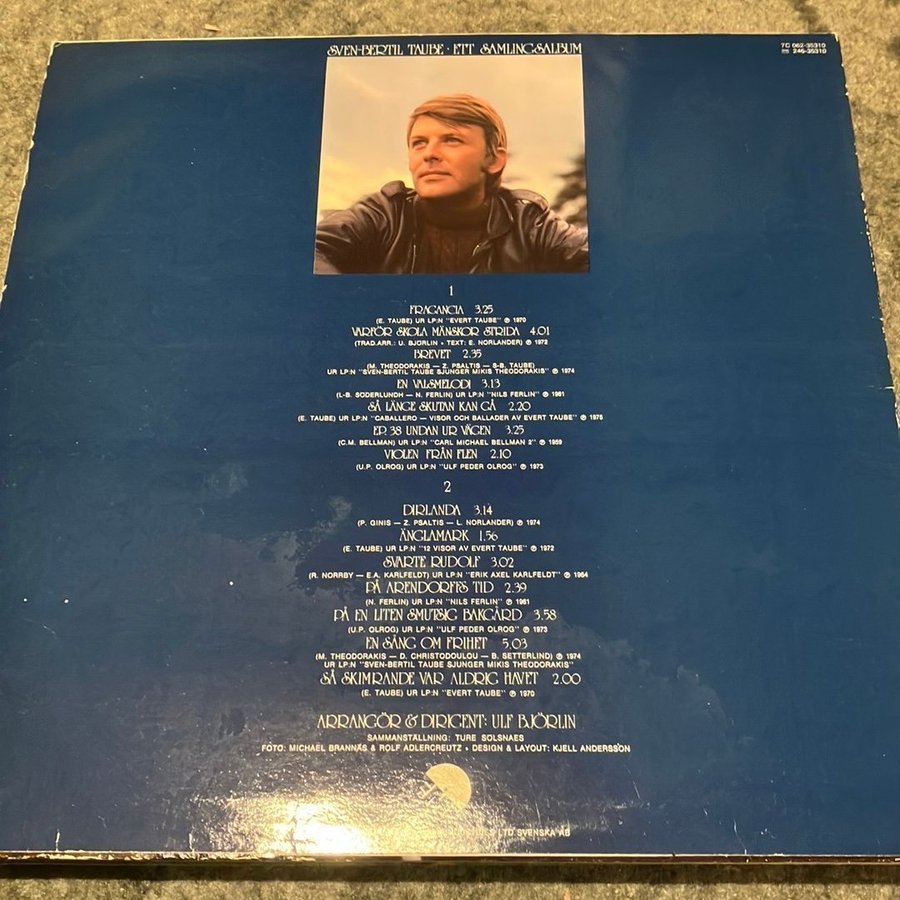 SVEN-BERTIL TAUBE · ETT SAMLINGSALBUM
7C 062-35310
246-35310
1
FRAGANCIA 3.25
(E. TAUBE) UR LP:N "EVERT TAUBE" ℗ 1970
VARFÖR SKOLA MÄNSKOR STRIDA 4.01
(TRAD.ARR.: U. BJÖRLIN • TEXT: E. NORLANDER) ℗ 1972
BREVET 2.35
(M. THEODORAKIS — Z. PSALTIS — S-B. TAUBE)
UR LP:N "SVEN-BERTIL TAUBE SJUNGER MIKIS THEODORAKIS" ℗ 1974
EN VALSMELODI 3.13
(L-B. SÖDERLUNDH — N. FERLIN) UR LP:N "NILS FERLIN" ℗ 1961
SÅ LÄNGE SKUTAN KAN GÅ 2.20
(E. TAUBE) UR LP:N "CABALLERO — VISOR OCH BALLADER AV EVERT TAUBE" ℗ 1975
EP. 38 UNDAN UR VÄGEN 3.25
(C.M. BELLMAN) UR LP:N "CARL MICHAEL BELLMAN 2" ℗ 1959
VIOLEN FRÅN FLEN 2.10
(U.P. OLROG) UR LP:N "ULF PEDER OLROG" ℗ 1973
2
DIRLANDA 3.14
(P. GINIS — Z. PSALTIS — L. NORLANDER) ℗ 1974
ÄNGLAMARK 1.56
(E. TAUBE) UR LP:N "12 VISOR AV EVERT TAUBE" ℗ 1972
SVARTE RUDOLF 3.02
(R. NORRBY — E.A. KARLFELDT) UR LP:N "ERIK AXEL KARLFELDT" ℗ 1964
PÅ ARENDORFFS TID 2.39
(N. FERLIN) UR LP:N "NILS FERLIN" ℗ 1961
PÅ EN LITEN SMUTSIG BAKGÅRD 3.58
(U.P. OLROG) UR LP:N "ULF PEDER OLROG" ℗ 1973
EN SÅNG OM FRIHET 5.03
(M. THEODORAKIS — D. CHRISTODOULOU — B. SETTERLIND) ℗ 1974
UR LP:N "SVEN-BERTIL TAUBE SJUNGER MIKIS THEODORAKIS"
SÅ SKIMRANDE VAR ALDRIG HAVET 2.00
(E. TAUBE) UR LP:N "EVERT TAUBE" ℗ 1970
ARRANGÖR & DIRIGENT: ULF BJÖRLIN
SAMMANSTÄLLNING: TURE SOLSNAES
FOTO: MICHAEL BRANNÄS & ROLF ADLERCREUTZ • DESIGN & LAYOUT: KJELL ANDERSSON
LTD SVENSKA AB